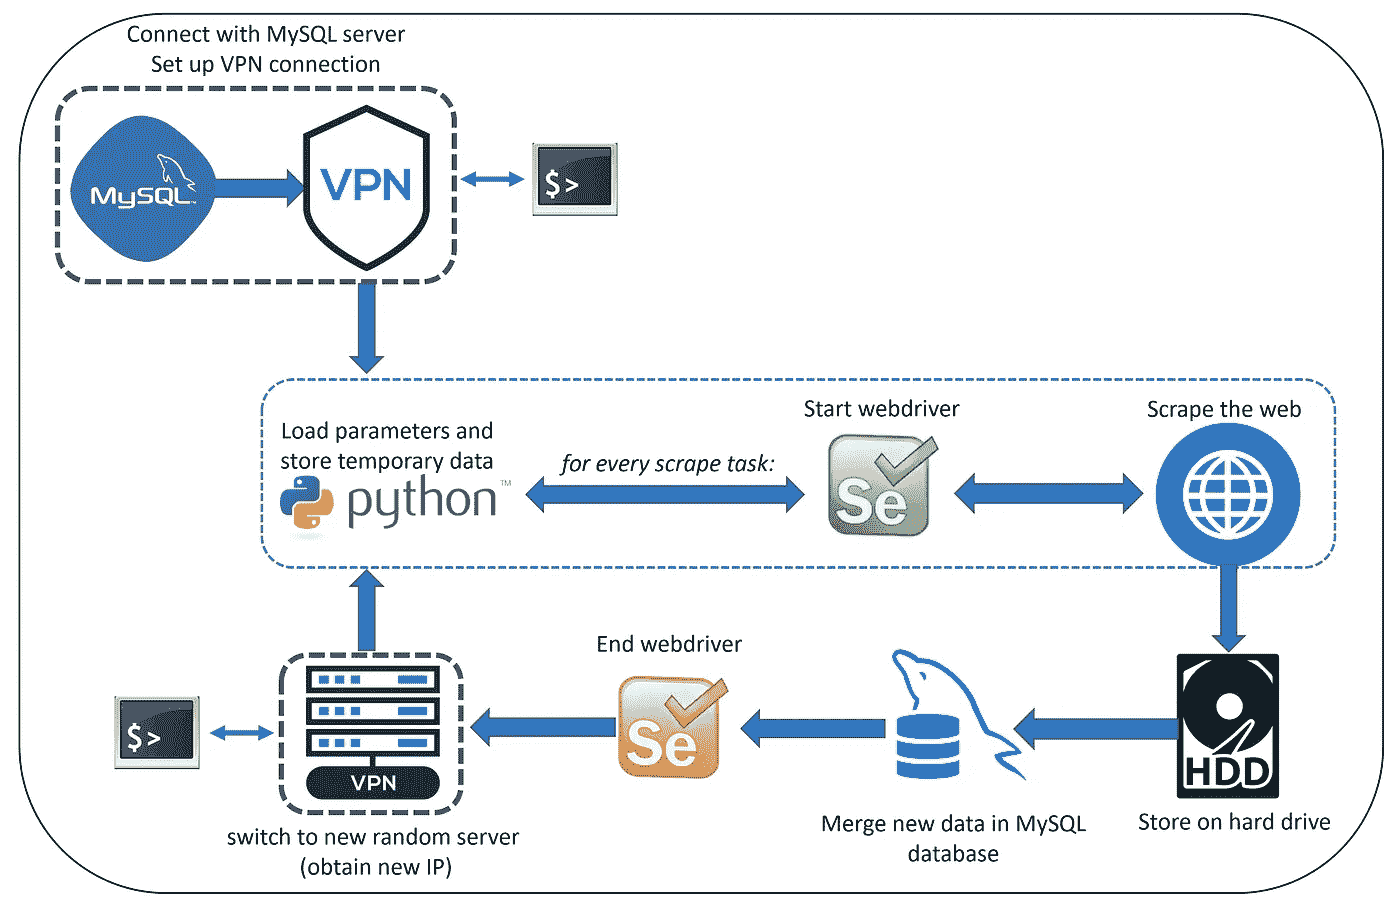 Connect with MySQL server
Set up VPN connection
MySQL™
VPN
$>
Load parameters and
store temporary data
python™
for every scrape task:
Start webdriver
Se
Scrape the web
End webdriver
Se
$>
VPN
switch to new random server
(obtain new IP)
Merge new data in MySQL
database
HDD
Store on hard drive